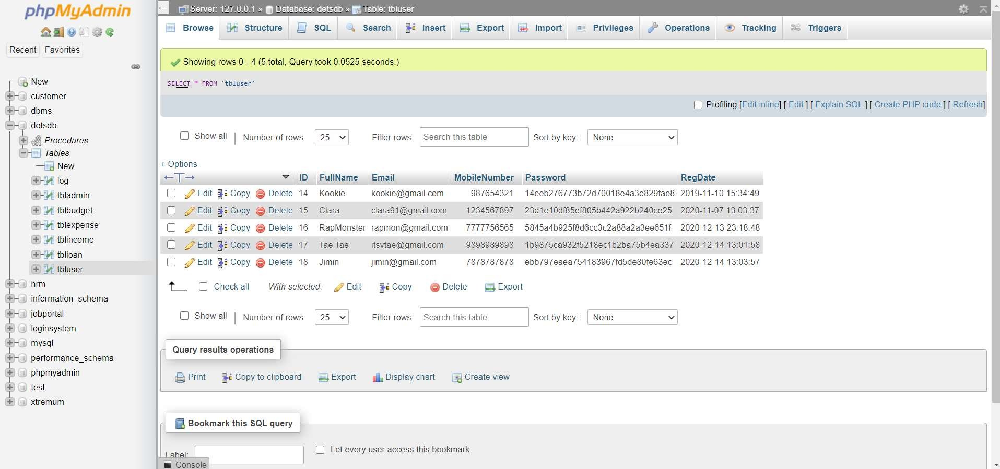 phpMyAdmin
Recent Favorites
New
customer
dbms
detsdb
Procedures
Tables
New
log
tbladmin
tblbudget
tblexpense
tblincome
tblloan
tbluser
hrm
information_schema
jobportal
loginsystem
mysql
performance_schema
phpmyadmin
test
xtremum
Server: 127.0.0.1 » Database: detsdb » Table: tbluser
Browse Structure SQL Search Insert Export Import Privileges Operations Tracking Triggers
Showing rows 0 - 4 (5 total, Query took 0.0525 seconds.)
SELECT * FROM `tbluser`
Profiling [Edit inline] [ Edit ] [ Explain SQL ] [ Create PHP code ] [ Refresh]
Show all | Number of rows: 25 Filter rows: Search this table Sort by key: None
+ Options
←T→ ID FullName Email MobileNumber Password RegDate
Edit Copy Delete 14 Kookie kookie@gmail.com 987654321 14eeb276773b72d70018e4a3e829fae8 2019-11-10 15:34:49
Edit Copy Delete 15 Clara clara91@gmail.com 1234567897 23d1e10df85ef805b442a922b240ce25 2020-11-07 13:03:37
Edit Copy Delete 16 RapMonster rapmon@gmail.com 7777756565 5845a4b925f8d6cc3c2a88a2a3ee651f 2020-12-13 23:18:48
Edit Copy Delete 17 Tae Tae itsvtae@gmail.com 9898989898 1b9875ca932f5218ec1b2ba75b4ea337 2020-12-14 13:01:58
Edit Copy Delete 18 Jimin jimin@gmail.com 7878787878 ebb797eaea754183967fd5de80fe63ec 2020-12-14 13:03:57
Check all With selected: Edit Copy Delete Export
Show all | Number of rows: 25 Filter rows: Search this table Sort by key: None
Query results operations
Print Copy to clipboard Export Display chart Create view
Bookmark this SQL query
Label: Let every user access this bookmark
Console